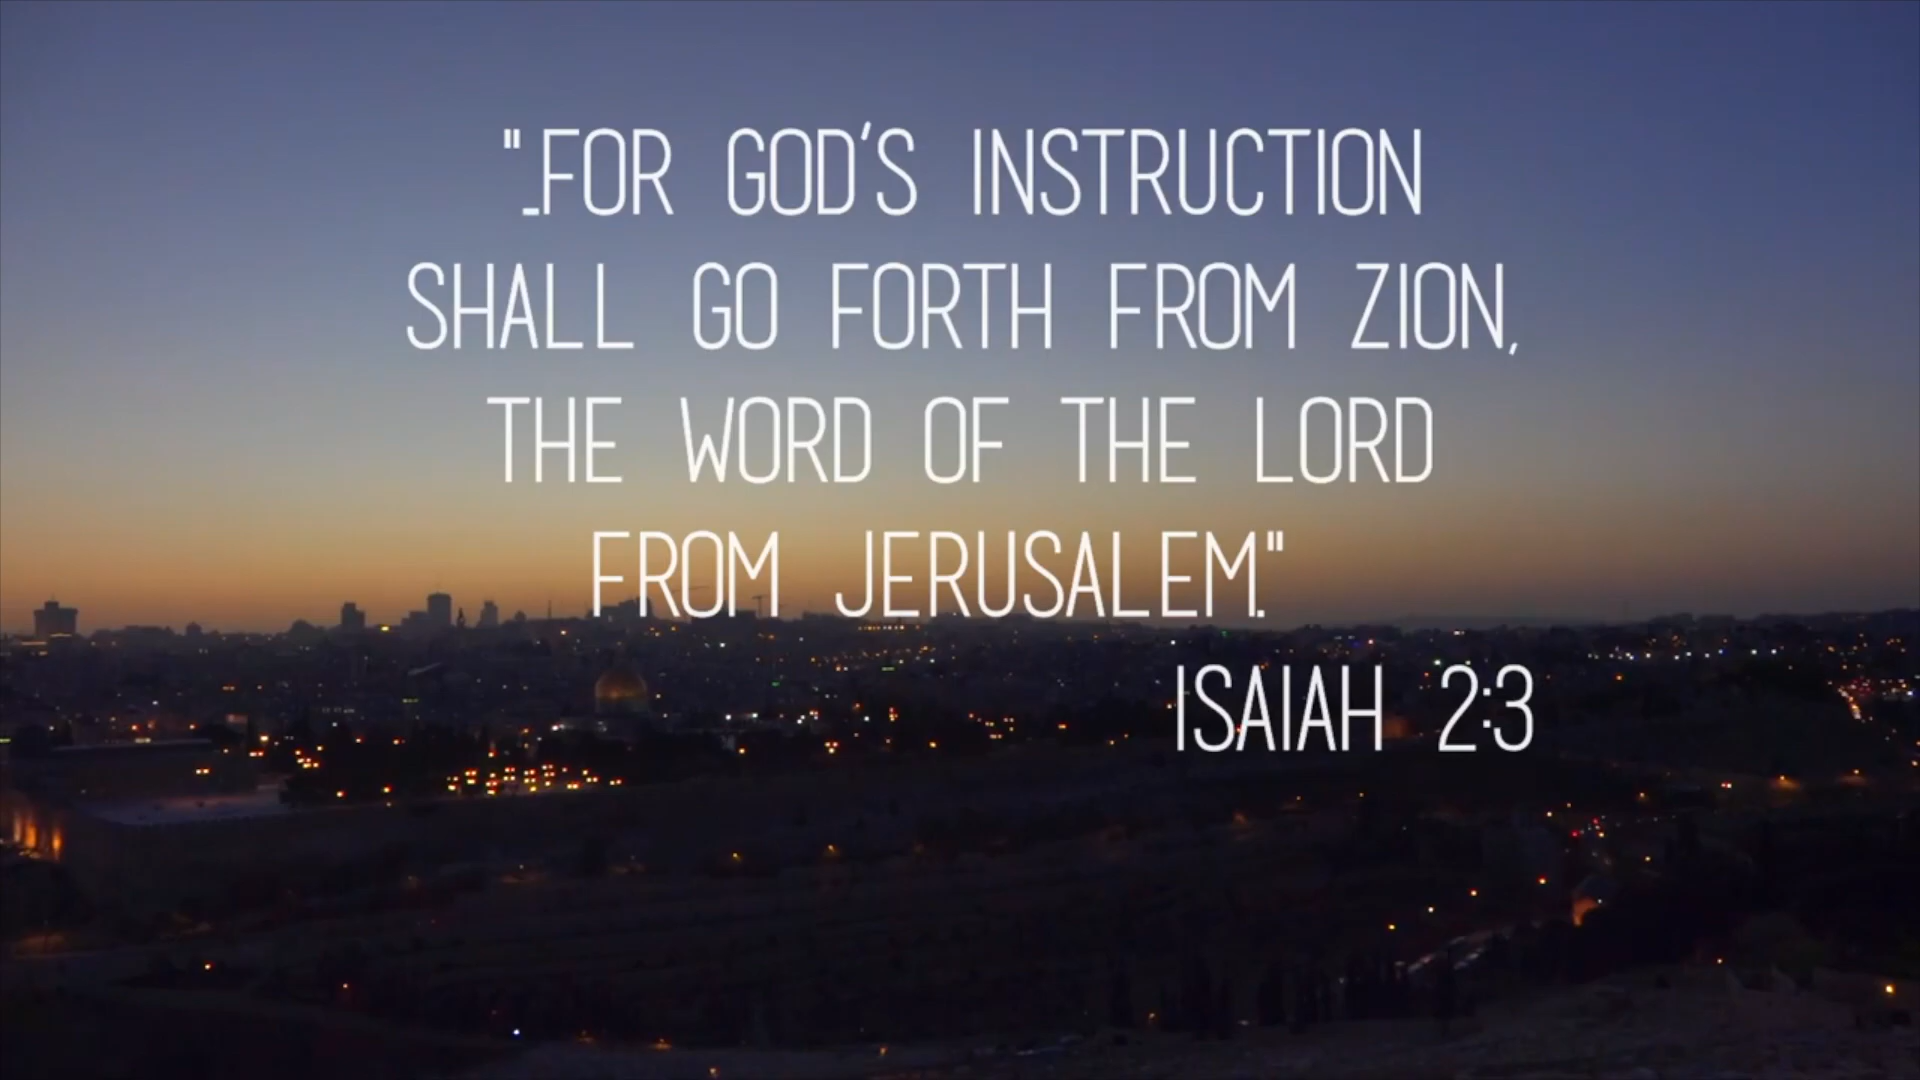 "...FOR GOD'S INSTRUCTION
SHALL GO FORTH FROM ZION,
THE WORD OF THE LORD
FROM JERUSALEM."
ISAIAH 2:3